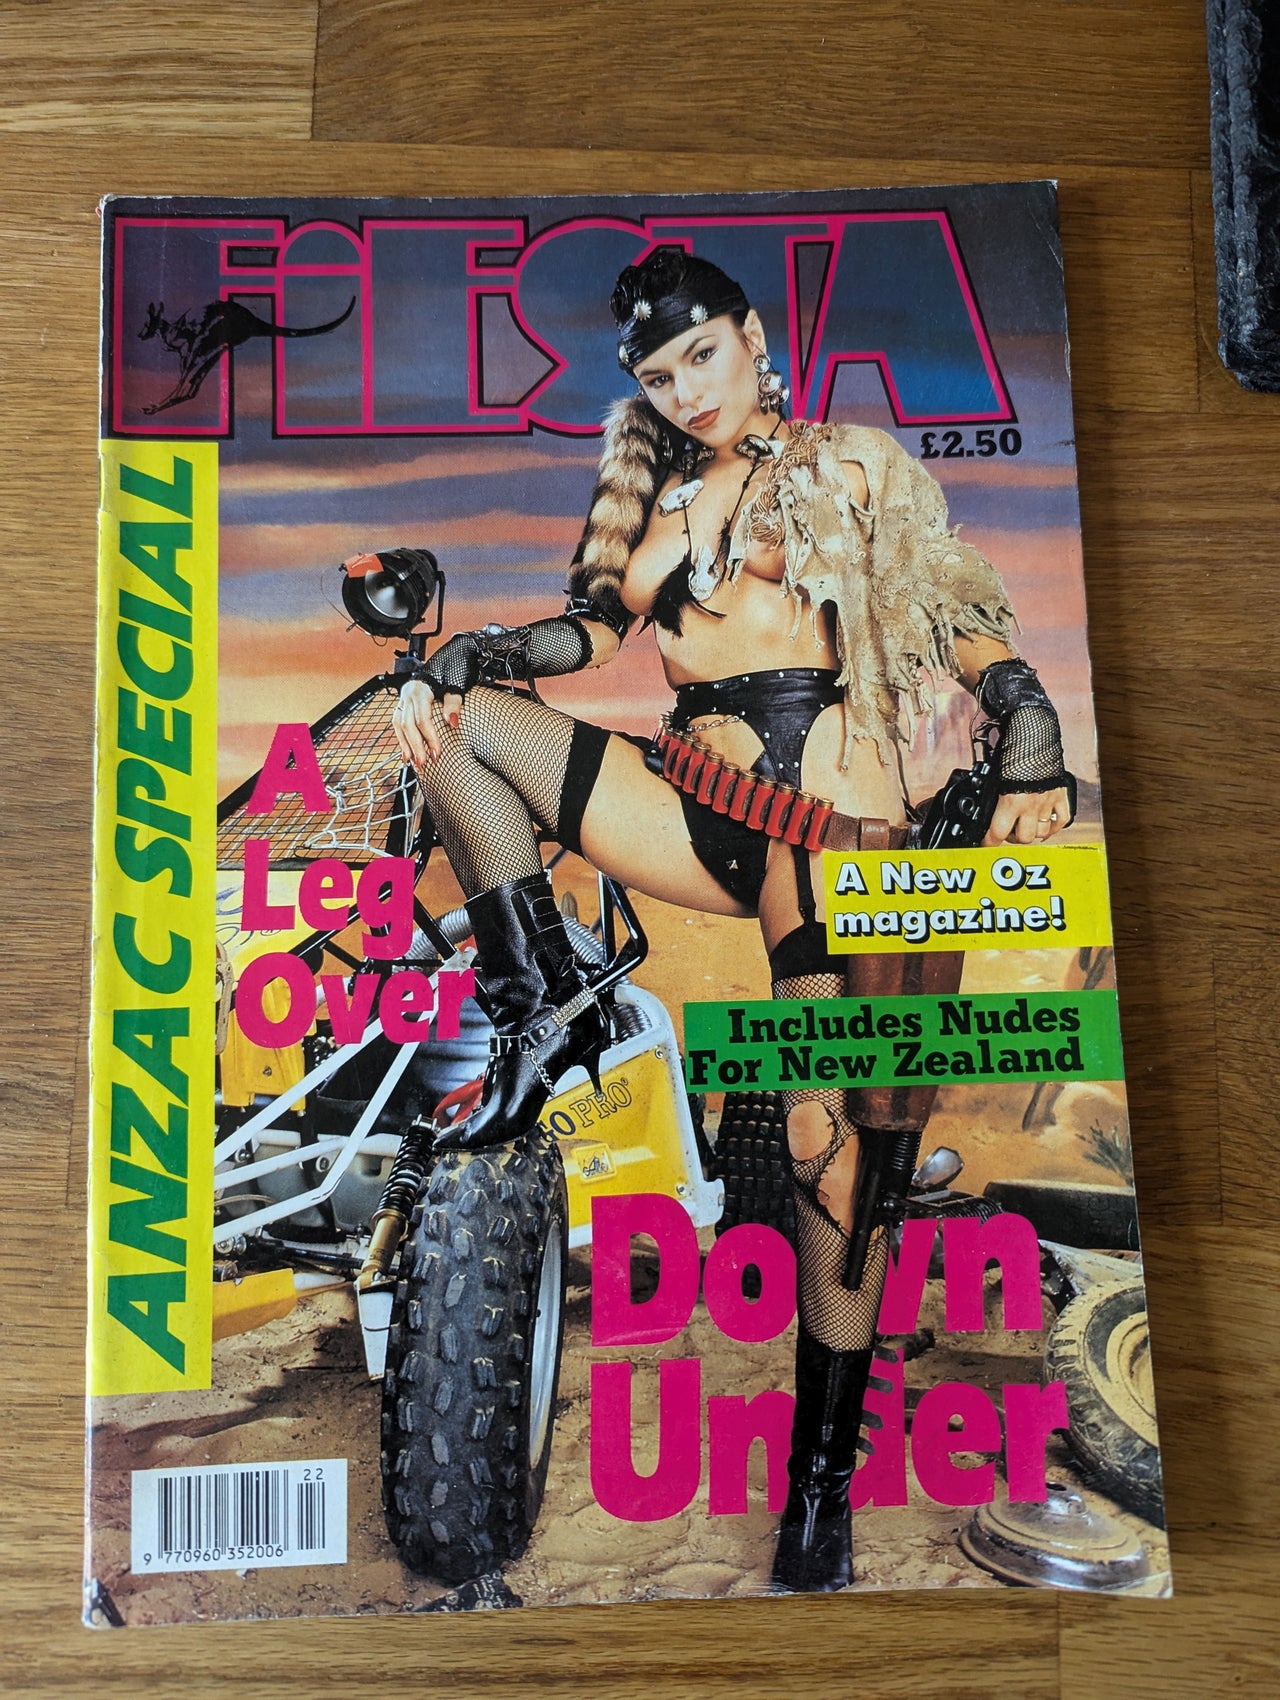 FiESTA
£2.50
ANZAC SPECIAL
A
Leg
Over
A New Oz
magazine!
Includes Nudes
For New Zealand
GO PRO
Down
Under
22
9 770960 352006